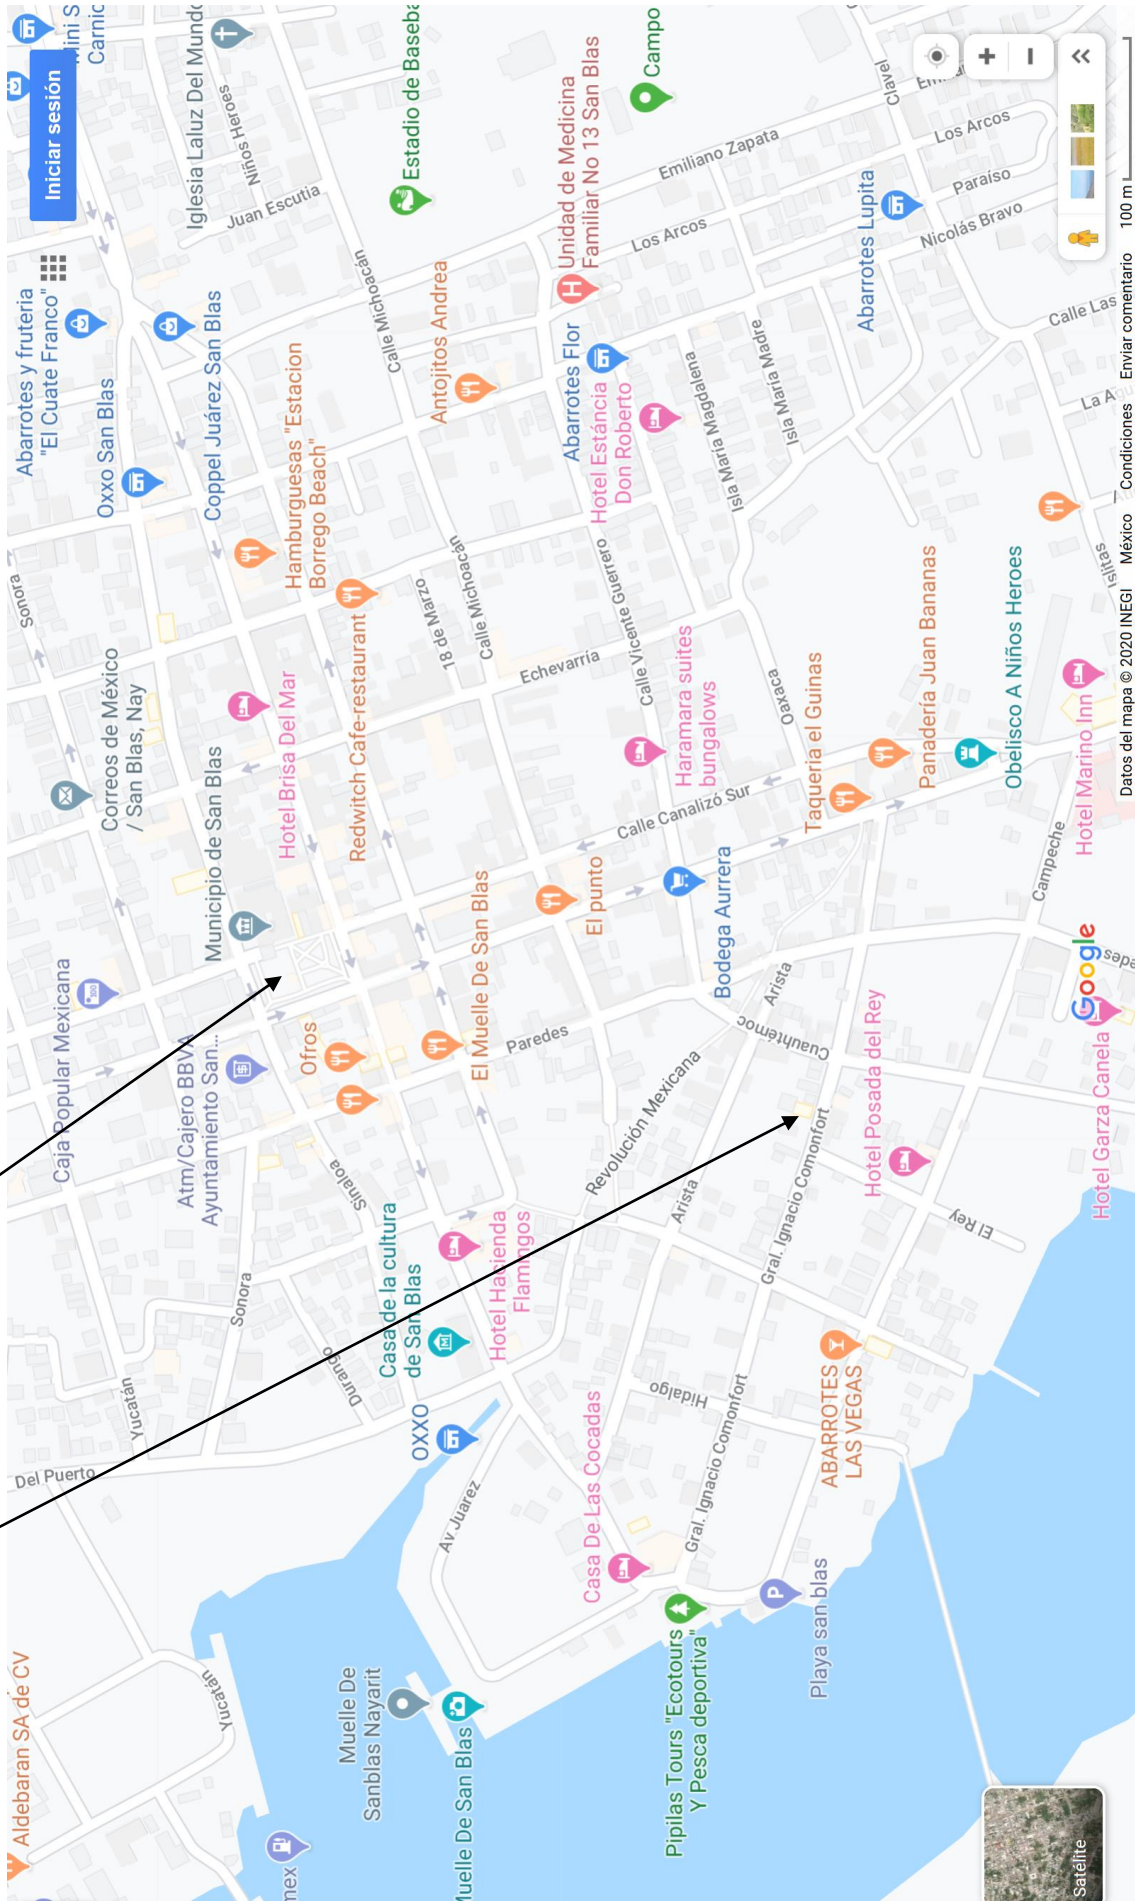 Iniciar sesión
Mini S
Carnic
Iglesia Laluz Del Mundo
Niños Heroes
Juan Escutia
Estadio de Baseba
Unidad de Medicina
Familiar No 13 San Blas
Campo
Clavel
Emiliano Zapata
Los Arcos
Los Arcos
Paraíso
Nicolás Bravo
Abarrotes Lupita
Calle Las
Abarrotes y fruteria
"El Cuate Franco"
Oxxo San Blas
Coppel Juárez San Blas
Hamburguesas "Estacion
Borrego Beach"
Calle Michoacán
Antojitos Andrea
Abarrotes Flor
Hotel Estáncia
Don Roberto
Isla María Magdalena
Isla María Madre
Sonora
Correos de México
/ San Blas, Nay
Municipio de San Blas
Hotel Brisa Del Mar
Redwitch Cafe-restaurant
18 de Marzo
Calle Michoacán
Echevarría
Calle Vicente Guerrero
Haramara suites
bungalows
Oaxaca
Calle Canalizó Sur
Taqueria el Guinas
Panadería Juan Bananas
Obelisco A Niños Heroes
Hotel Marino Inn
Islitas
Campeche
Caja Popular Mexicana
Atm/Cajero BBVA
Ayuntamiento San...
Ofros
El Muelle De San Blas
El punto
Bodega Aurrera
Paredes
Cuauhtémoc
Arista
Revolución Mexicana
Arista
Gral. Ignacio Comonfort
Hotel Posada del Rey
El Rey
Hotel Garza Canela
Google
Sinaloa
Sonora
Durango
Yucatán
Del Puerto
Casa de la cultura
de San Blas
Hotel Hacienda
Flamingos
OXXO
Av Juarez
Hidalgo
Casa De Las Cocadas
Gral. Ignacio Comonfort
ABARROTES
LAS VEGAS
Playa san blas
Pipilas Tours "Ecotours
Y Pesca deportiva"
Muelle De
Sanblas Nayarit
Muelle De San Blas
Yucatán
Aldebaran SA de CV
mex
Satélite
Datos del mapa © 2020 INEGI México Condiciones Enviar comentario 100 m